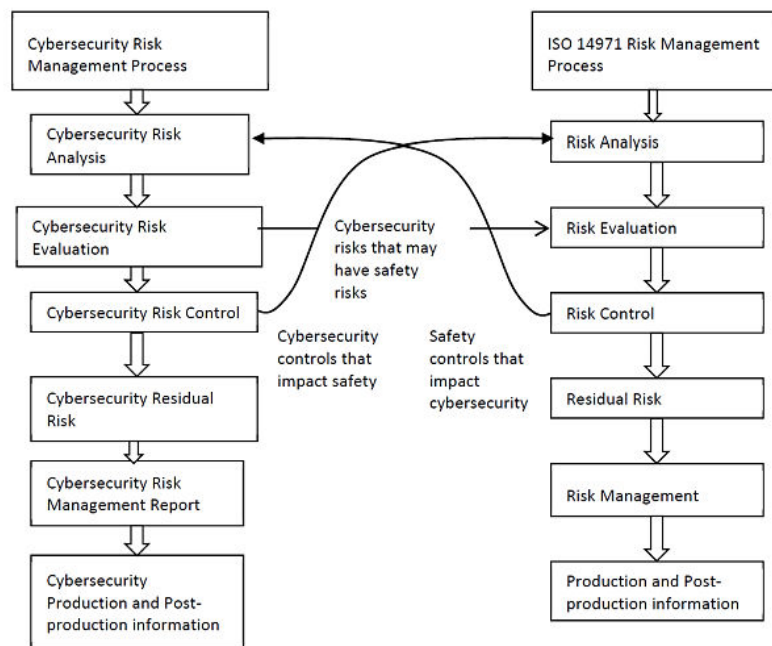 Cybersecurity Risk
Management Process
Cybersecurity Risk
Analysis
Cybersecurity Risk
Evaluation
Cybersecurity Risk Control
Cybersecurity Residual
Risk
Cybersecurity Risk
Management Report
Cybersecurity
Production and Post-
production information
Cybersecurity
risks that may
have safety
risks
Cybersecurity
controls that
impact safety
Safety
controls that
impact
cybersecurity
ISO 14971 Risk Management
Process
Risk Analysis
Risk Evaluation
Risk Control
Residual Risk
Risk Management
Production and Post-
production information